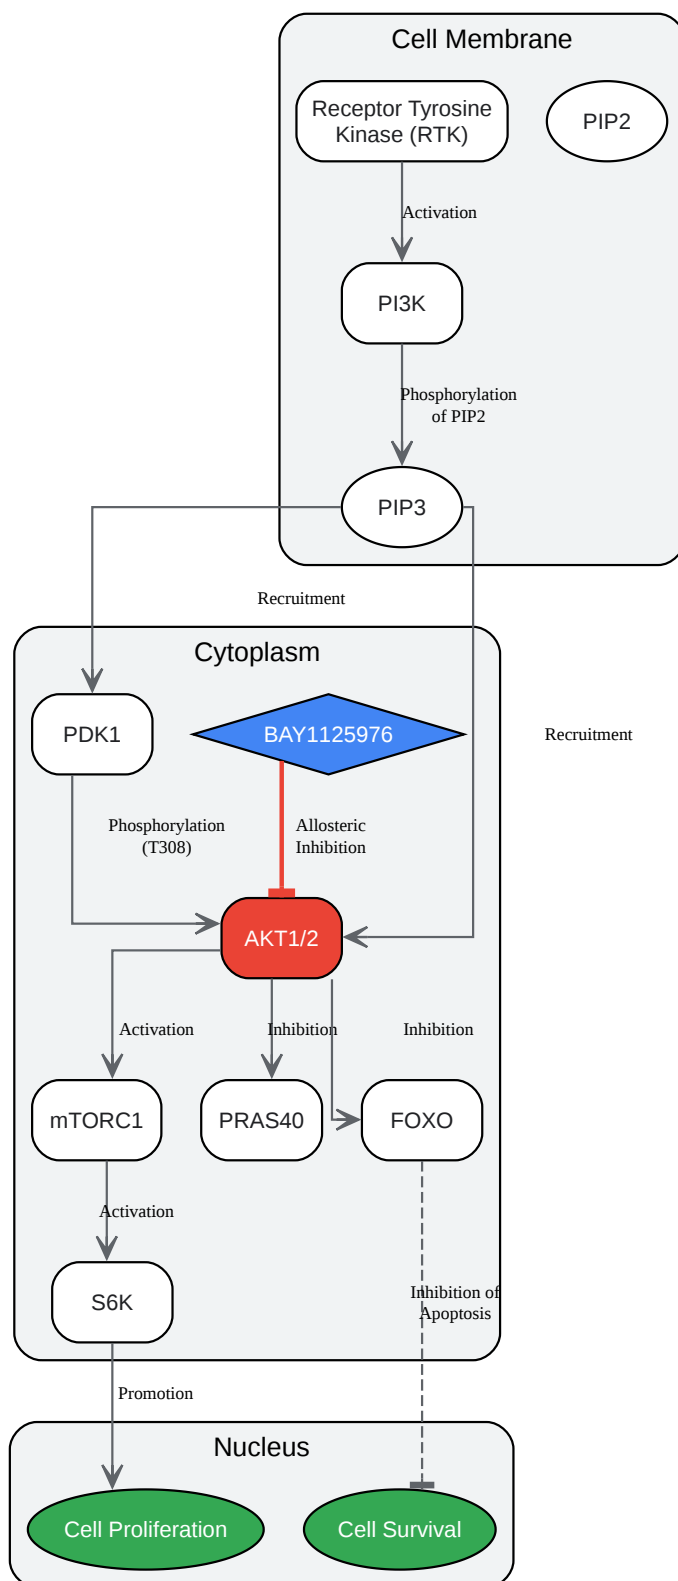 Cell Membrane
Receptor Tyrosine
Kinase (RTK)
PIP2
Activation
PI3K
Phosphorylation
of PIP2
PIP3
Recruitment
Cytoplasm
PDK1
BAY1125976
Recruitment
Phosphorylation
(T308)
Allosteric
Inhibition
AKT1/2
Activation
Inhibition
Inhibition
mTORC1
PRAS40
FOXO
Activation
S6K
Inhibition of
Apoptosis
Promotion
Nucleus
Cell Proliferation
Cell Survival